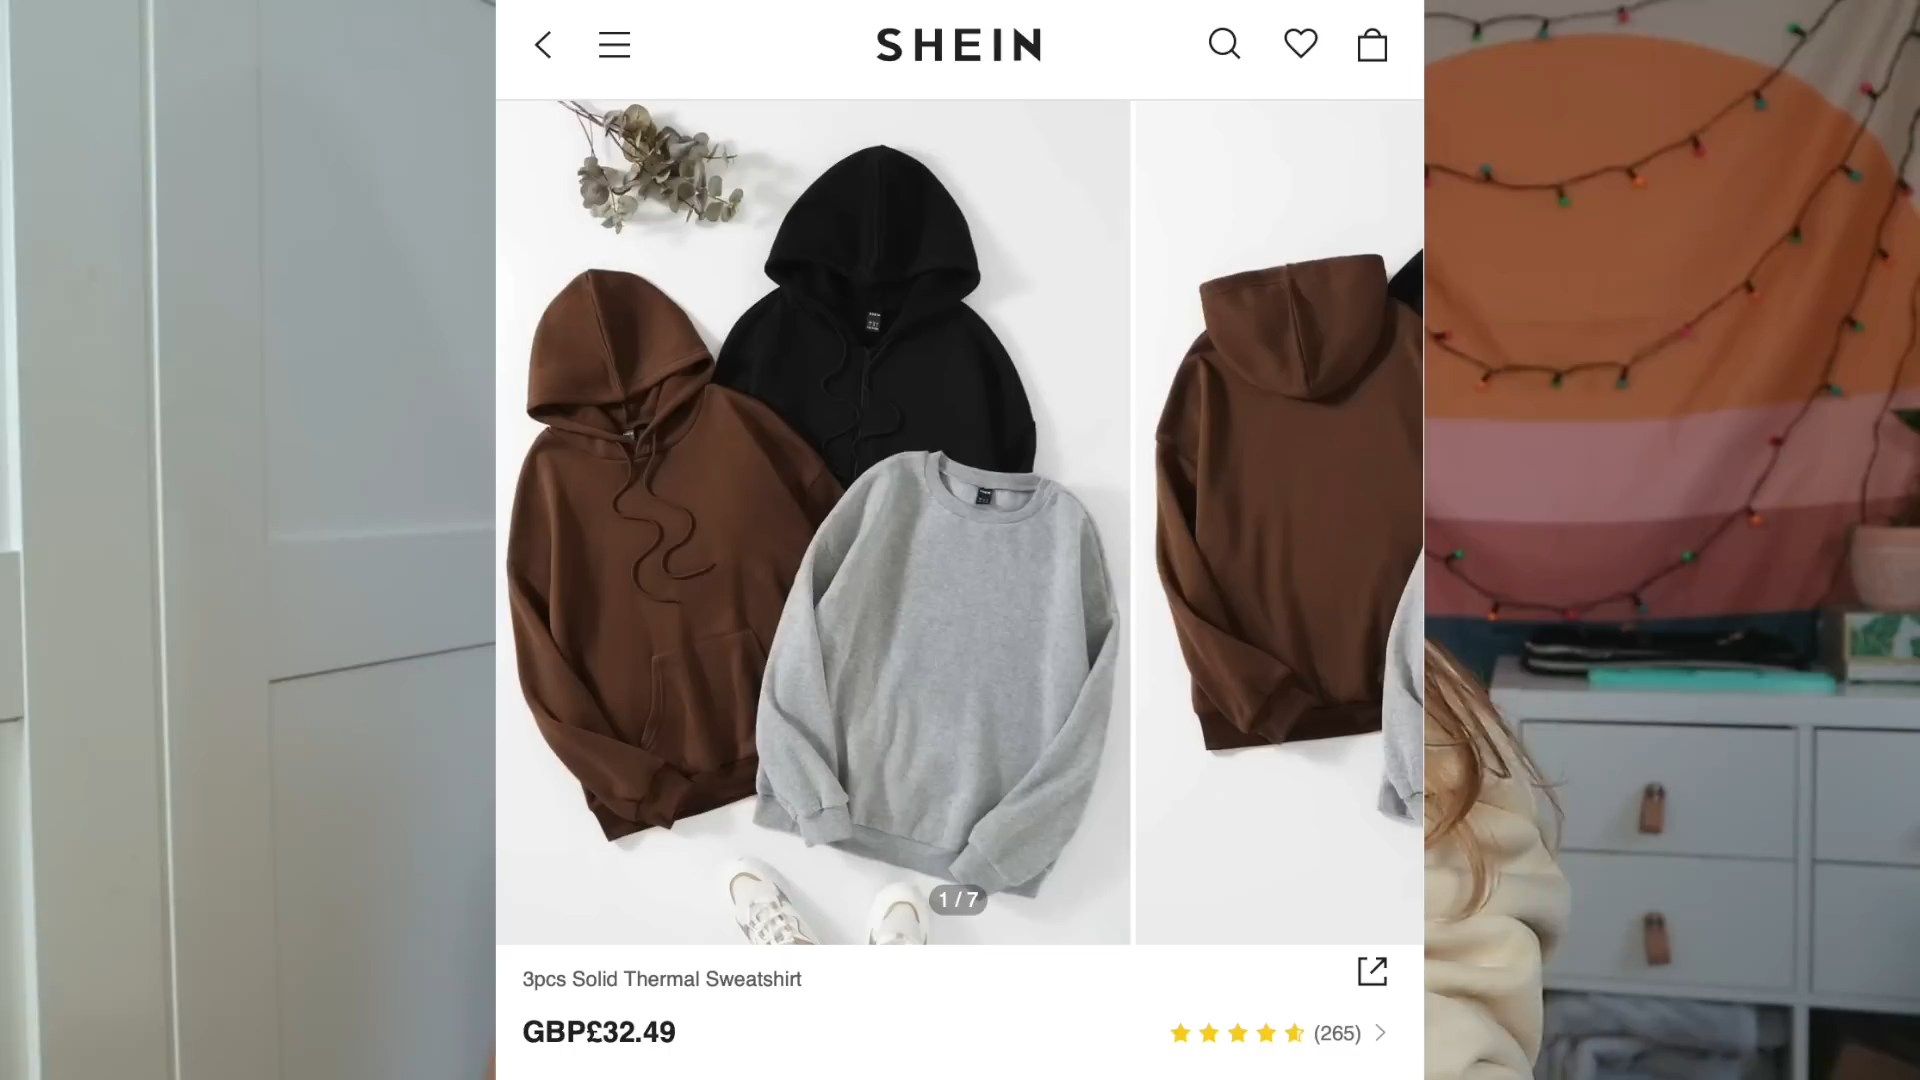 SHEIN
1 / 7
3pcs Solid Thermal Sweatshirt
GBP£32.49
(265)